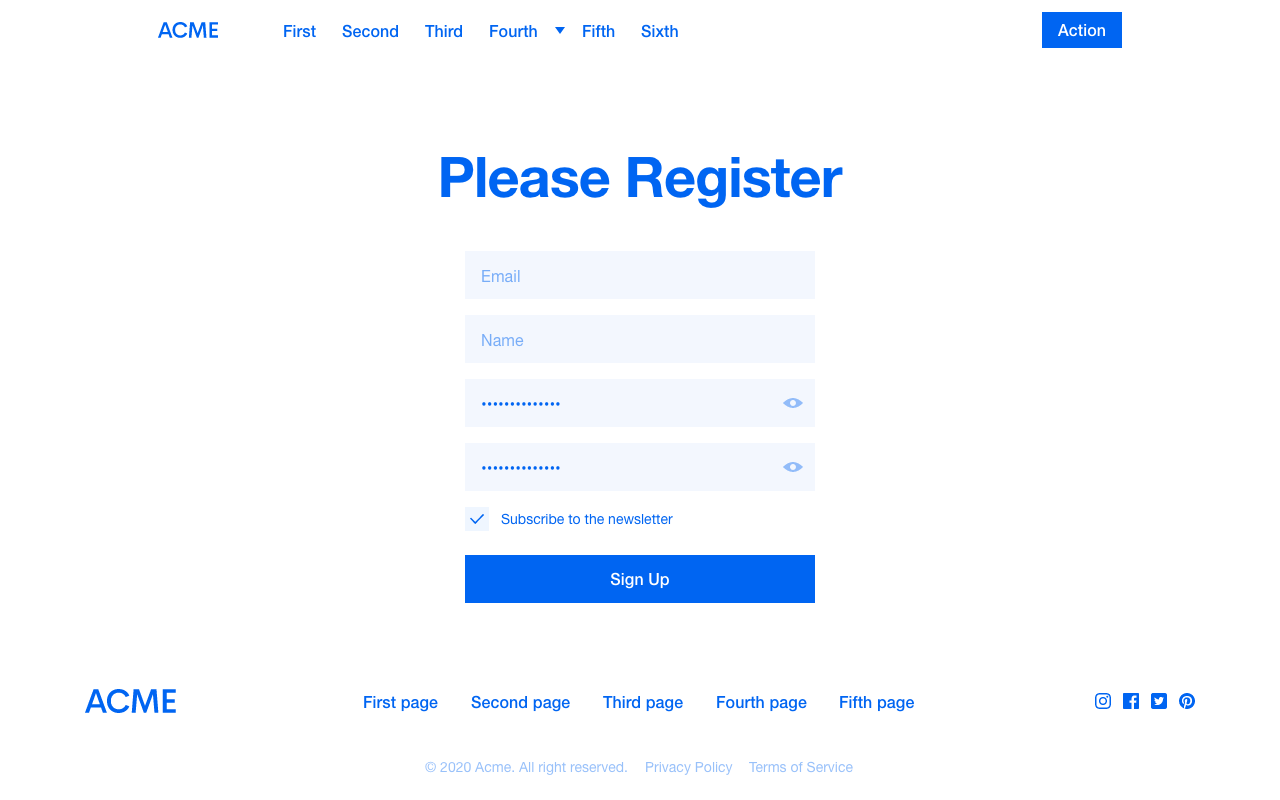 ACME First Second Third Fourth Fifth Sixth Action
Please Register
Email
Name
••••••••••••••
••••••••••••••
Subscribe to the newsletter
Sign Up
ACME First page Second page Third page Fourth page Fifth page
© 2020 Acme. All right reserved. Privacy Policy Terms of Service